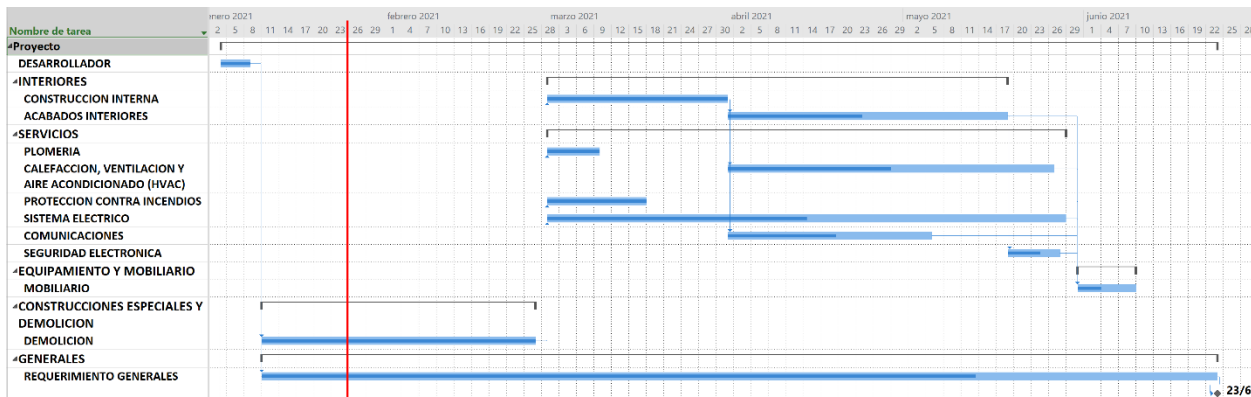 enero 2021 febrero 2021 marzo 2021 abril 2021 mayo 2021 junio 2021
Nombre de tarea 2 5 8 11 14 17 20 23 26 29 1 4 7 10 13 16 19 22 25 28 3 6 9 12 15 18 21 24 27 30 2 5 8 11 14 17 20 23 26 29 2 5 8 11 14 17 20 23 26 29 1 4 7 10 13 16 19 22 25 28
Proyecto
DESARROLLADOR
INTERIORES
CONSTRUCCION INTERNA
ACABADOS INTERIORES
SERVICIOS
PLOMERIA
CALEFACCION, VENTILACION Y
AIRE ACONDICIONADO (HVAC)
PROTECCION CONTRA INCENDIOS
SISTEMA ELECTRICO
COMUNICACIONES
SEGURIDAD ELECTRONICA
EQUIPAMIENTO Y MOBILIARIO
MOBILIARIO
CONSTRUCCIONES ESPECIALES Y
DEMOLICION
DEMOLICION
GENERALES
REQUERIMIENTO GENERALES
23/6